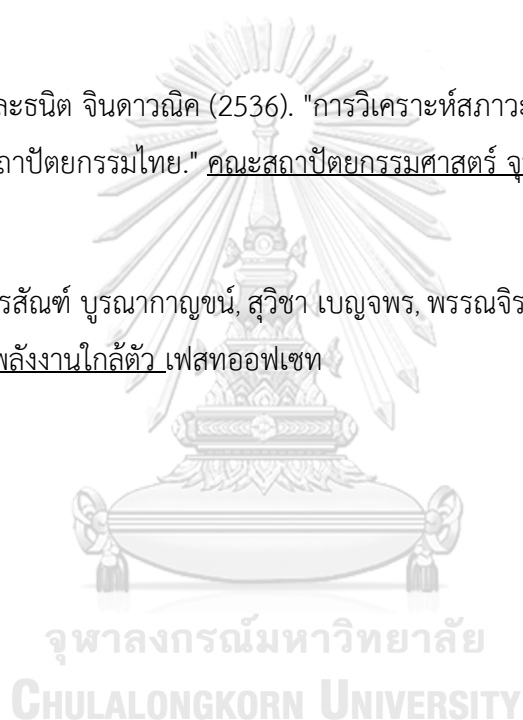 ละธนิต จินดาวณิค (2536). "การวิเคราะห์สภาวะ
ถาปัตยกรรมไทย." คณะสถาปัตยกรรมศาสตร์ จุ
รสัณฑ์ บูรณากาญจน์, สุวิชา เบญจพร, พรรณจิร
พลังงานใกล้ตัว เฟสทออฟเซท
จุฬาลงกรณ์มหาวิทยาลัย
CHULALONGKORN UNIVERSITY